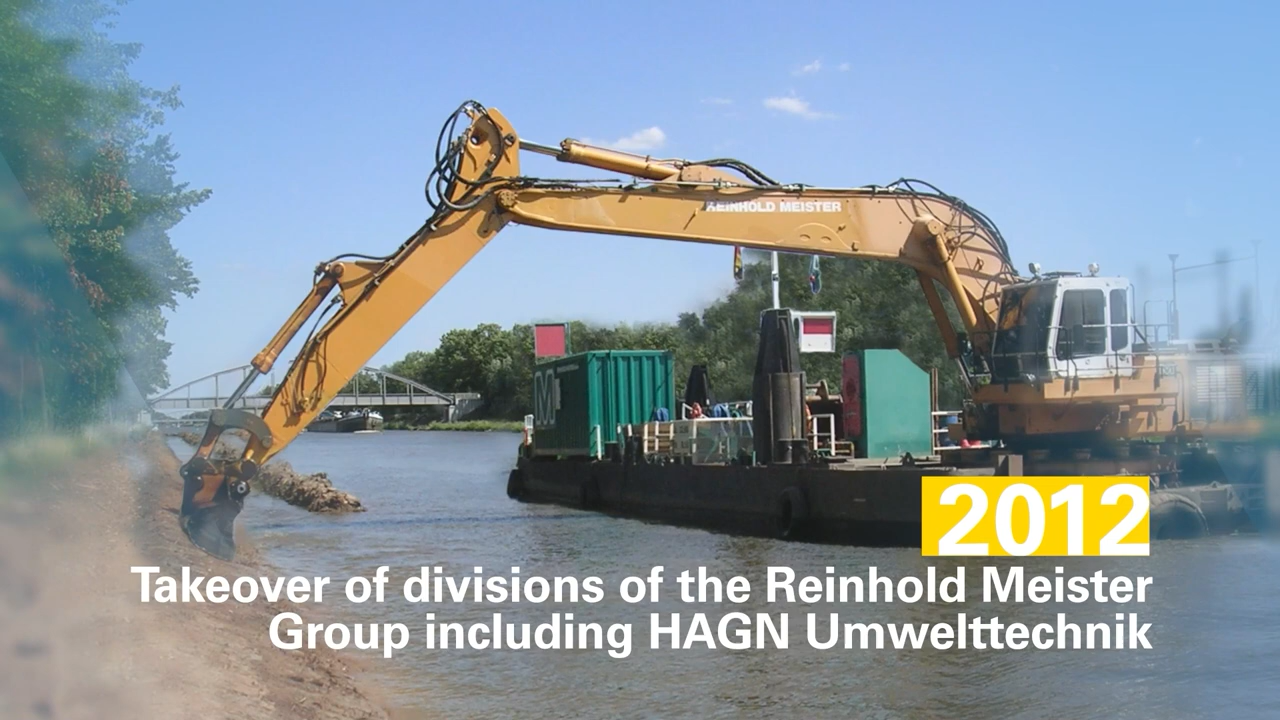 REINHOLD MEISTER
M
2012
Takeover of divisions of the Reinhold Meister
Group including HAGN Umwelttechnik